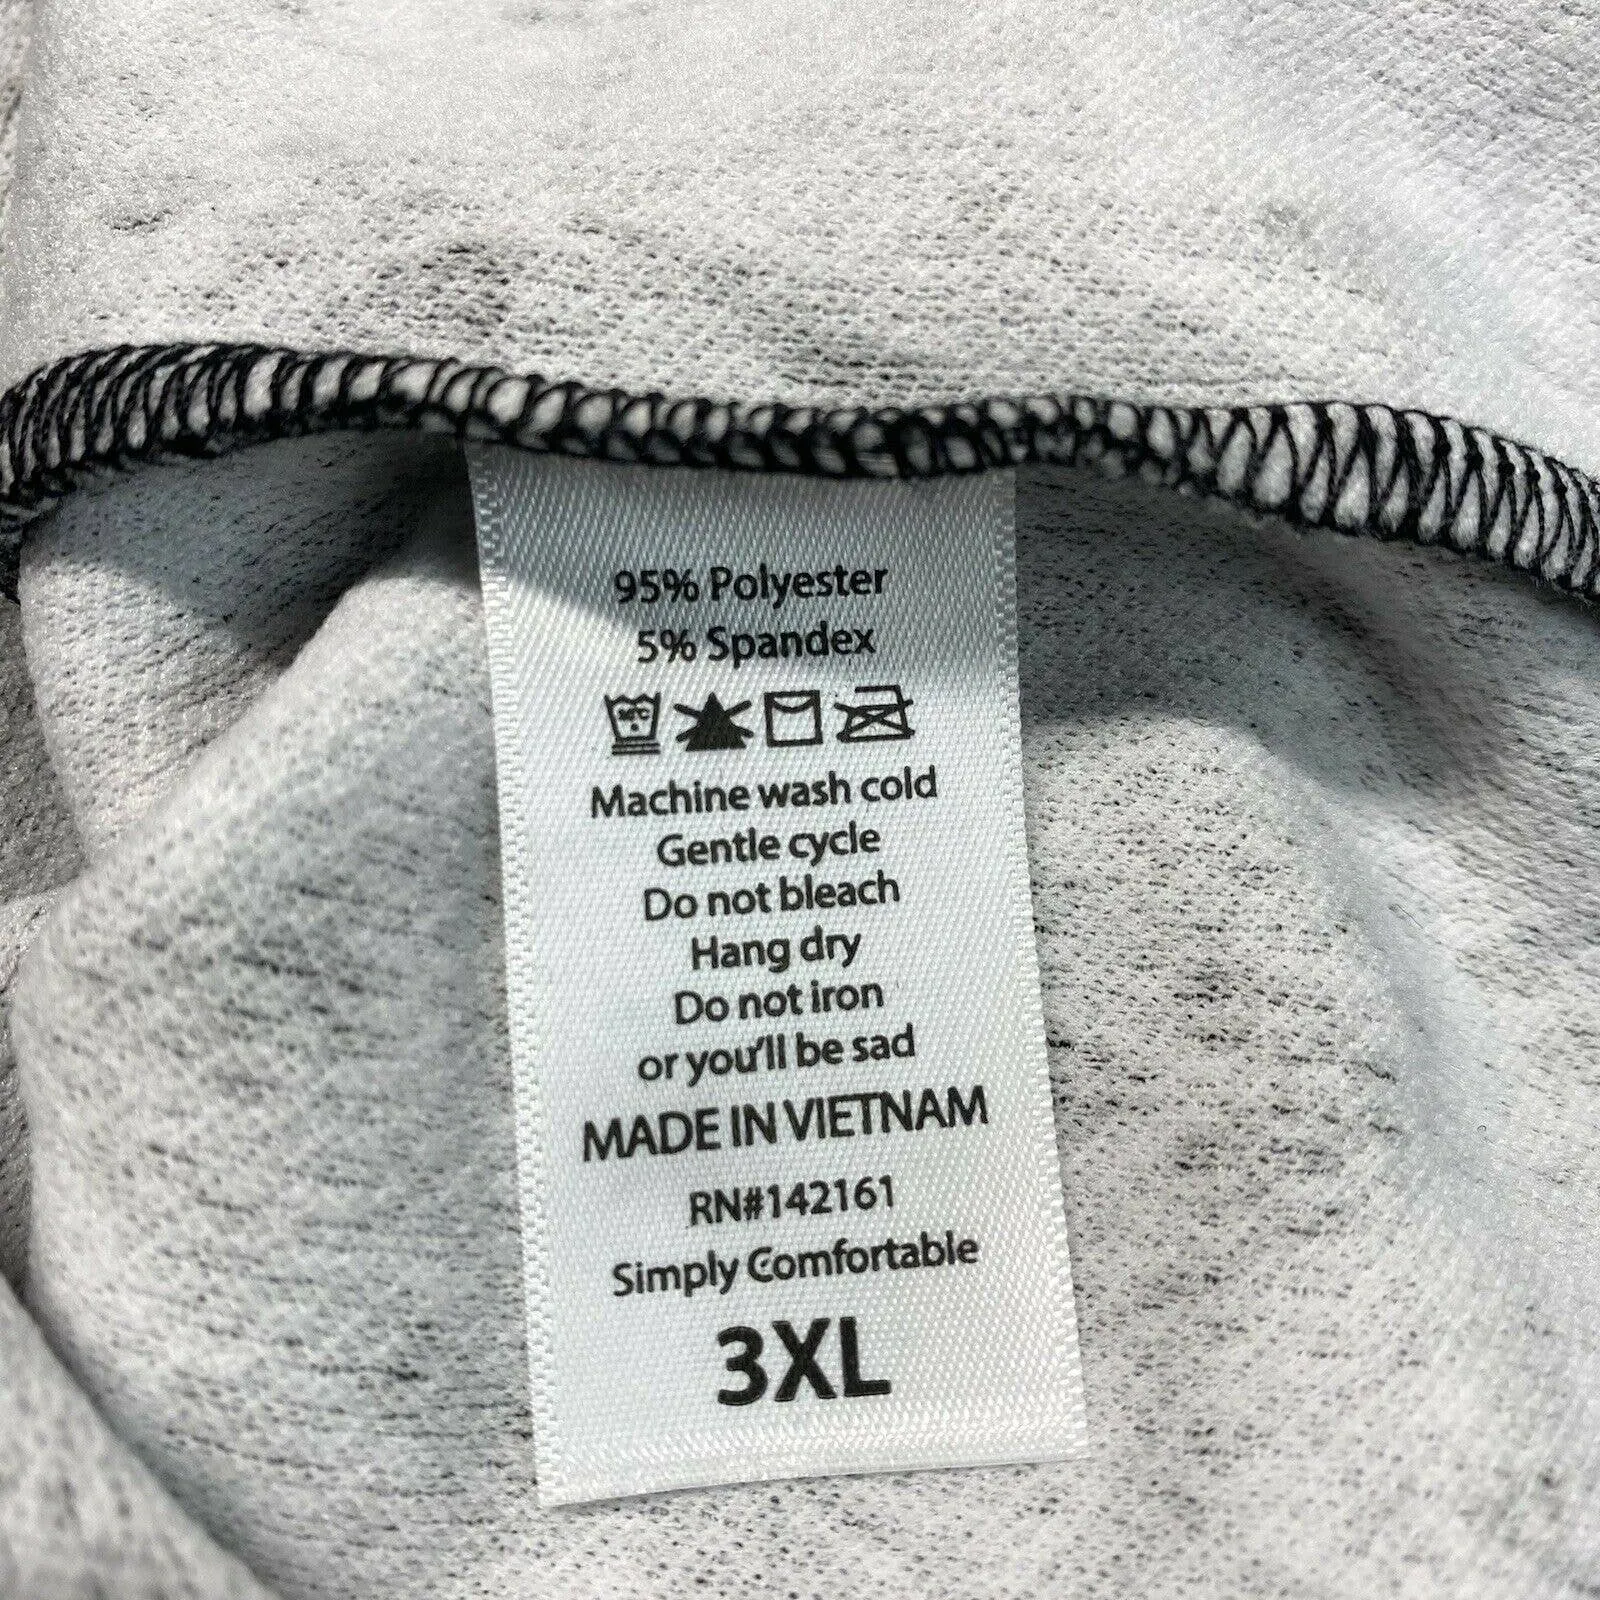 95% Polyester
5% Spandex
30°C
Machine wash cold
Gentle cycle
Do not bleach
Hang dry
Do not iron
or you'll be sad
MADE IN VIETNAM
RN#142161
Simply Comfortable
3XL